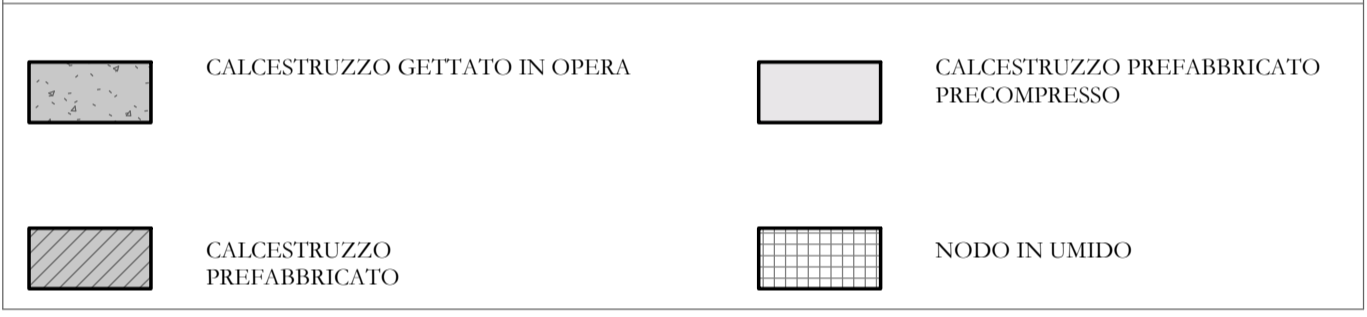 CALCESTRUZZO GETTATO IN OPERA
CALCESTRUZZO PREFABBRICATO
PRECOMPRESSO
CALCESTRUZZO
PREFABBRICATO
NODO IN UMIDO